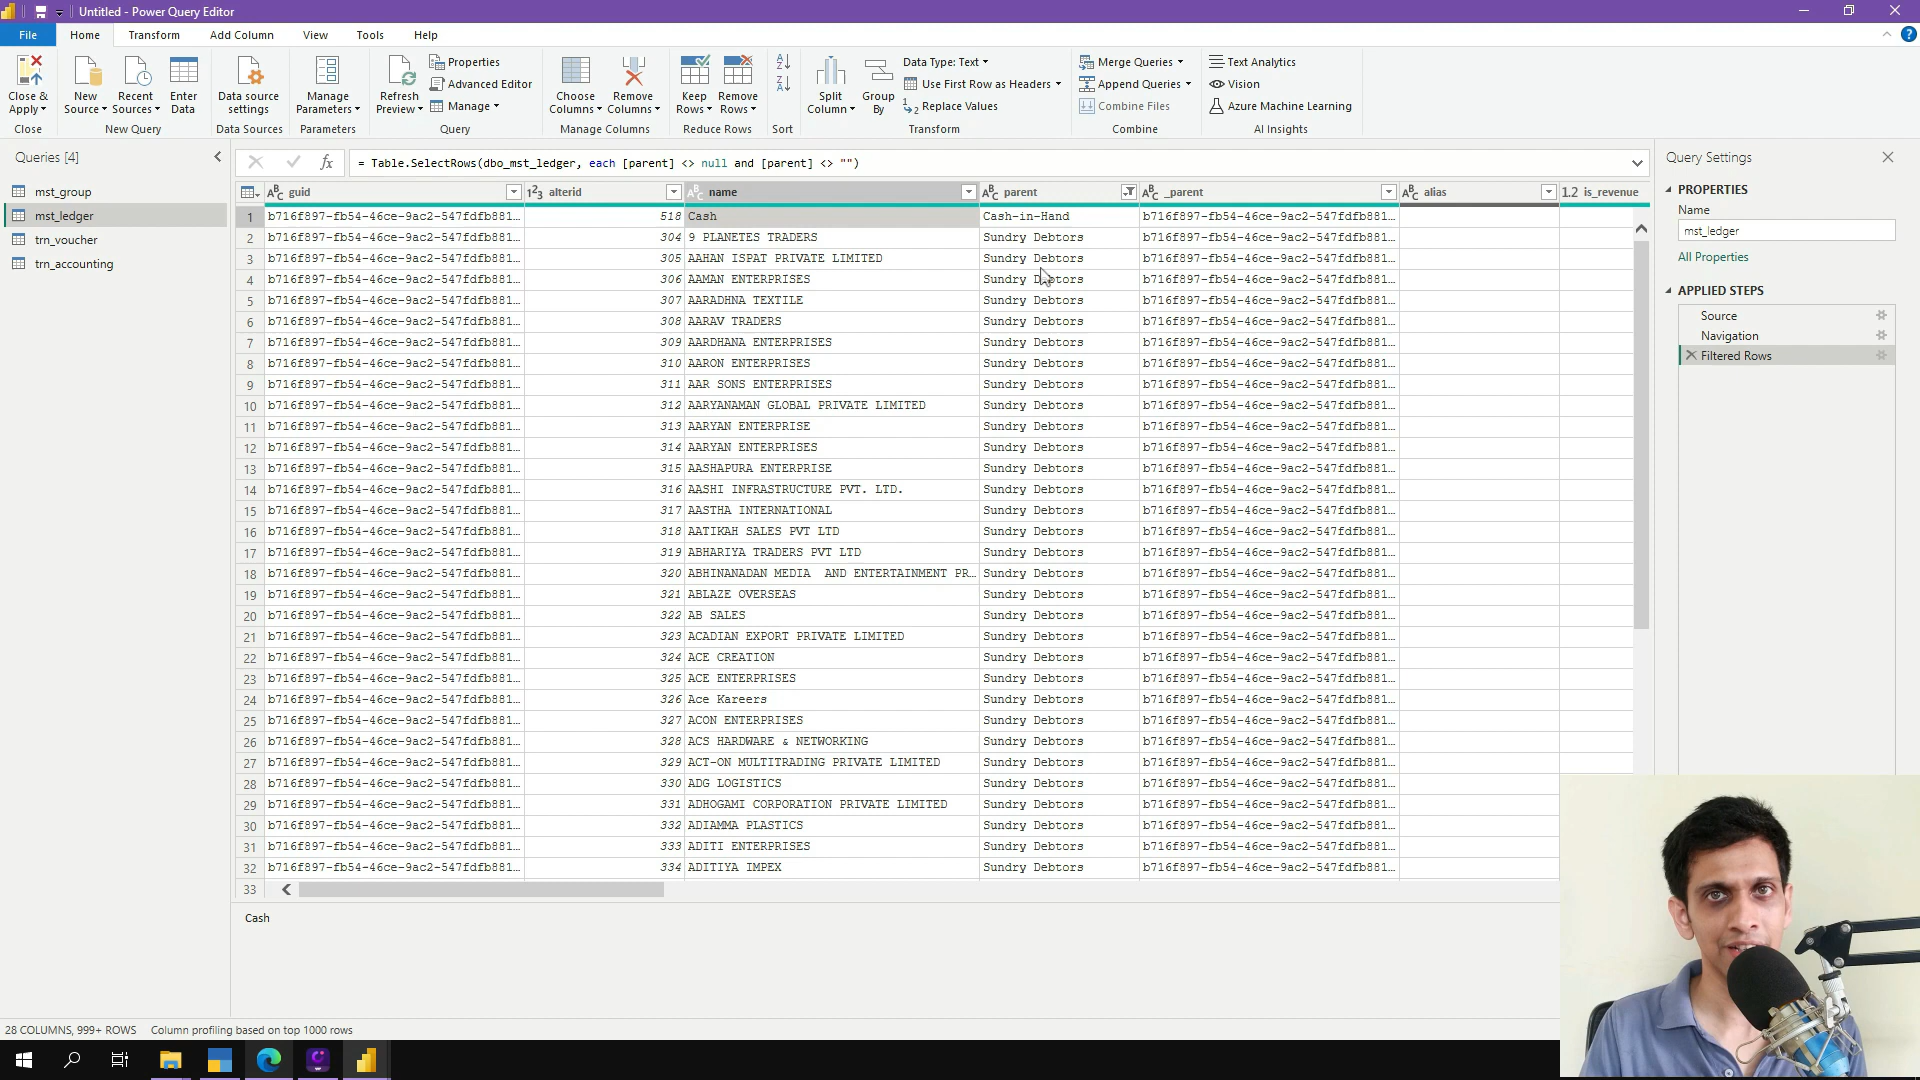 Untitled - Power Query Editor
File Home Transform Add Column View Tools Help
Close & Apply
New Source
Recent Sources
Enter Data
Data source settings
Manage Parameters
Refresh Preview
Properties
Advanced Editor
Manage
Choose Columns
Remove Columns
Keep Rows
Remove Rows
Split Column
Group By
Data Type: Text
Use First Row as Headers
Replace Values
Merge Queries
Append Queries
Combine Files
Text Analytics
Vision
Azure Machine Learning
Close New Query Data Sources Parameters Query Manage Columns Reduce Rows Sort Transform Combine AI Insights
Queries [4]
mst_group
mst_ledger
trn_voucher
trn_accounting
fx = Table.SelectRows(dbo_mst_ledger, each [parent] <> null and [parent] <> "")
guid alterid name parent _parent alias 1.2 is_revenue
1 b716f897-fb54-46ce-9ac2-547fdfb881... 518 Cash Cash-in-Hand b716f897-fb54-46ce-9ac2-547fdfb881...
2 b716f897-fb54-46ce-9ac2-547fdfb881... 304 9 PLANETES TRADERS Sundry Debtors b716f897-fb54-46ce-9ac2-547fdfb881...
3 b716f897-fb54-46ce-9ac2-547fdfb881... 305 AAHAN ISPAT PRIVATE LIMITED Sundry Debtors b716f897-fb54-46ce-9ac2-547fdfb881...
4 b716f897-fb54-46ce-9ac2-547fdfb881... 306 AAMAN ENTERPRISES Sundry Debtors b716f897-fb54-46ce-9ac2-547fdfb881...
5 b716f897-fb54-46ce-9ac2-547fdfb881... 307 AARADHNA TEXTILE Sundry Debtors b716f897-fb54-46ce-9ac2-547fdfb881...
6 b716f897-fb54-46ce-9ac2-547fdfb881... 308 AARAV TRADERS Sundry Debtors b716f897-fb54-46ce-9ac2-547fdfb881...
7 b716f897-fb54-46ce-9ac2-547fdfb881... 309 AARDHANA ENTERPRISES Sundry Debtors b716f897-fb54-46ce-9ac2-547fdfb881...
8 b716f897-fb54-46ce-9ac2-547fdfb881... 310 AARON ENTERPRISES Sundry Debtors b716f897-fb54-46ce-9ac2-547fdfb881...
9 b716f897-fb54-46ce-9ac2-547fdfb881... 311 AAR SONS ENTERPRISES Sundry Debtors b716f897-fb54-46ce-9ac2-547fdfb881...
10 b716f897-fb54-46ce-9ac2-547fdfb881... 312 AARYANAMAN GLOBAL PRIVATE LIMITED Sundry Debtors b716f897-fb54-46ce-9ac2-547fdfb881...
11 b716f897-fb54-46ce-9ac2-547fdfb881... 313 AARYAN ENTERPRISE Sundry Debtors b716f897-fb54-46ce-9ac2-547fdfb881...
12 b716f897-fb54-46ce-9ac2-547fdfb881... 314 AARYAN ENTERPRISES Sundry Debtors b716f897-fb54-46ce-9ac2-547fdfb881...
13 b716f897-fb54-46ce-9ac2-547fdfb881... 315 AASHAPURA ENTERPRISE Sundry Debtors b716f897-fb54-46ce-9ac2-547fdfb881...
14 b716f897-fb54-46ce-9ac2-547fdfb881... 316 AASHI INFRASTRUCTURE PVT. LTD. Sundry Debtors b716f897-fb54-46ce-9ac2-547fdfb881...
15 b716f897-fb54-46ce-9ac2-547fdfb881... 317 AASTHA INTERNATIONAL Sundry Debtors b716f897-fb54-46ce-9ac2-547fdfb881...
16 b716f897-fb54-46ce-9ac2-547fdfb881... 318 AATIKAH SALES PVT LTD Sundry Debtors b716f897-fb54-46ce-9ac2-547fdfb881...
17 b716f897-fb54-46ce-9ac2-547fdfb881... 319 ABHARIYA TRADERS PVT LTD Sundry Debtors b716f897-fb54-46ce-9ac2-547fdfb881...
18 b716f897-fb54-46ce-9ac2-547fdfb881... 320 ABHINANADAN MEDIA  AND ENTERTAINMENT PR... Sundry Debtors b716f897-fb54-46ce-9ac2-547fdfb881...
19 b716f897-fb54-46ce-9ac2-547fdfb881... 321 ABLAZE OVERSEAS Sundry Debtors b716f897-fb54-46ce-9ac2-547fdfb881...
20 b716f897-fb54-46ce-9ac2-547fdfb881... 322 AB SALES Sundry Debtors b716f897-fb54-46ce-9ac2-547fdfb881...
21 b716f897-fb54-46ce-9ac2-547fdfb881... 323 ACADIAN EXPORT PRIVATE LIMITED Sundry Debtors b716f897-fb54-46ce-9ac2-547fdfb881...
22 b716f897-fb54-46ce-9ac2-547fdfb881... 324 ACE CREATION Sundry Debtors b716f897-fb54-46ce-9ac2-547fdfb881...
23 b716f897-fb54-46ce-9ac2-547fdfb881... 325 ACE ENTERPRISES Sundry Debtors b716f897-fb54-46ce-9ac2-547fdfb881...
24 b716f897-fb54-46ce-9ac2-547fdfb881... 326 Ace Kareers Sundry Debtors b716f897-fb54-46ce-9ac2-547fdfb881...
25 b716f897-fb54-46ce-9ac2-547fdfb881... 327 ACON ENTERPRISES Sundry Debtors b716f897-fb54-46ce-9ac2-547fdfb881...
26 b716f897-fb54-46ce-9ac2-547fdfb881... 328 ACS HARDWARE & NETWORKING Sundry Debtors b716f897-fb54-46ce-9ac2-547fdfb881...
27 b716f897-fb54-46ce-9ac2-547fdfb881... 329 ACT-ON MULTITRADING PRIVATE LIMITED Sundry Debtors b716f897-fb54-46ce-9ac2-547fdfb881...
28 b716f897-fb54-46ce-9ac2-547fdfb881... 330 ADG LOGISTICS Sundry Debtors b716f897-fb54-46ce-9ac2-547fdfb881...
29 b716f897-fb54-46ce-9ac2-547fdfb881... 331 ADHOGAMI CORPORATION PRIVATE LIMITED Sundry Debtors b716f897-fb54-46ce-9ac2-547fdfb881...
30 b716f897-fb54-46ce-9ac2-547fdfb881... 332 ADIAMMA PLASTICS Sundry Debtors b716f897-fb54-46ce-9ac2-547fdfb881...
31 b716f897-fb54-46ce-9ac2-547fdfb881... 333 ADITI ENTERPRISES Sundry Debtors b716f897-fb54-46ce-9ac2-547fdfb881...
32 b716f897-fb54-46ce-9ac2-547fdfb881... 334 ADITIYA IMPEX Sundry Debtors b716f897-fb54-46ce-9ac2-547fdfb881...
33
Cash
Query Settings
PROPERTIES
Name
mst_ledger
All Properties
APPLIED STEPS
Source
Navigation
Filtered Rows
28 COLUMNS, 999+ ROWS Column profiling based on top 1000 rows